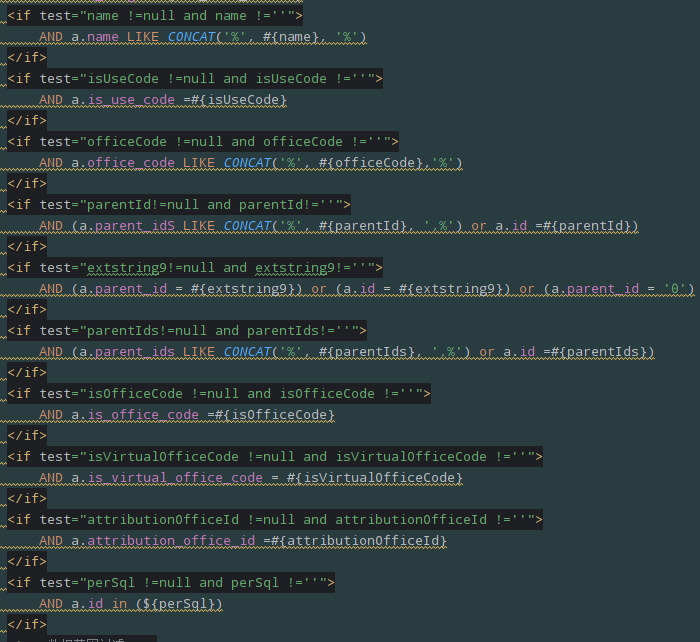 <if test="name !=null and name !=''">
AND a.name LIKE CONCAT('%', #{name}, '%')
</if>
<if test="isUseCode !=null and isUseCode !=''">
AND a.is_use_code =#{isUseCode}
</if>
<if test="officeCode !=null and officeCode !=''">
AND a.office_code LIKE CONCAT('%', #{officeCode},'%')
</if>
<if test="parentId!=null and parentId!=''">
AND (a.parent_idS LIKE CONCAT('%', #{parentId}, ',%') or a.id =#{parentId})
</if>
<if test="extstring9!=null and extstring9!=''">
AND (a.parent_id = #{extstring9}) or (a.id = #{extstring9}) or (a.parent_id = '0')
</if>
<if test="parentIds!=null and parentIds!=''">
AND (a.parent_ids LIKE CONCAT('%', #{parentIds}, ',%') or a.id =#{parentIds})
</if>
<if test="isOfficeCode !=null and isOfficeCode !=''">
AND a.is_office_code =#{isOfficeCode}
</if>
<if test="isVirtualOfficeCode !=null and isVirtualOfficeCode !=''">
AND a.is_virtual_office_code = #{isVirtualOfficeCode}
</if>
<if test="attributionOfficeId !=null and attributionOfficeId !=''">
AND a.attribution_office_id =#{attributionOfficeId}
</if>
<if test="perSql !=null and perSql !=''">
AND a.id in (${perSql})
</if>